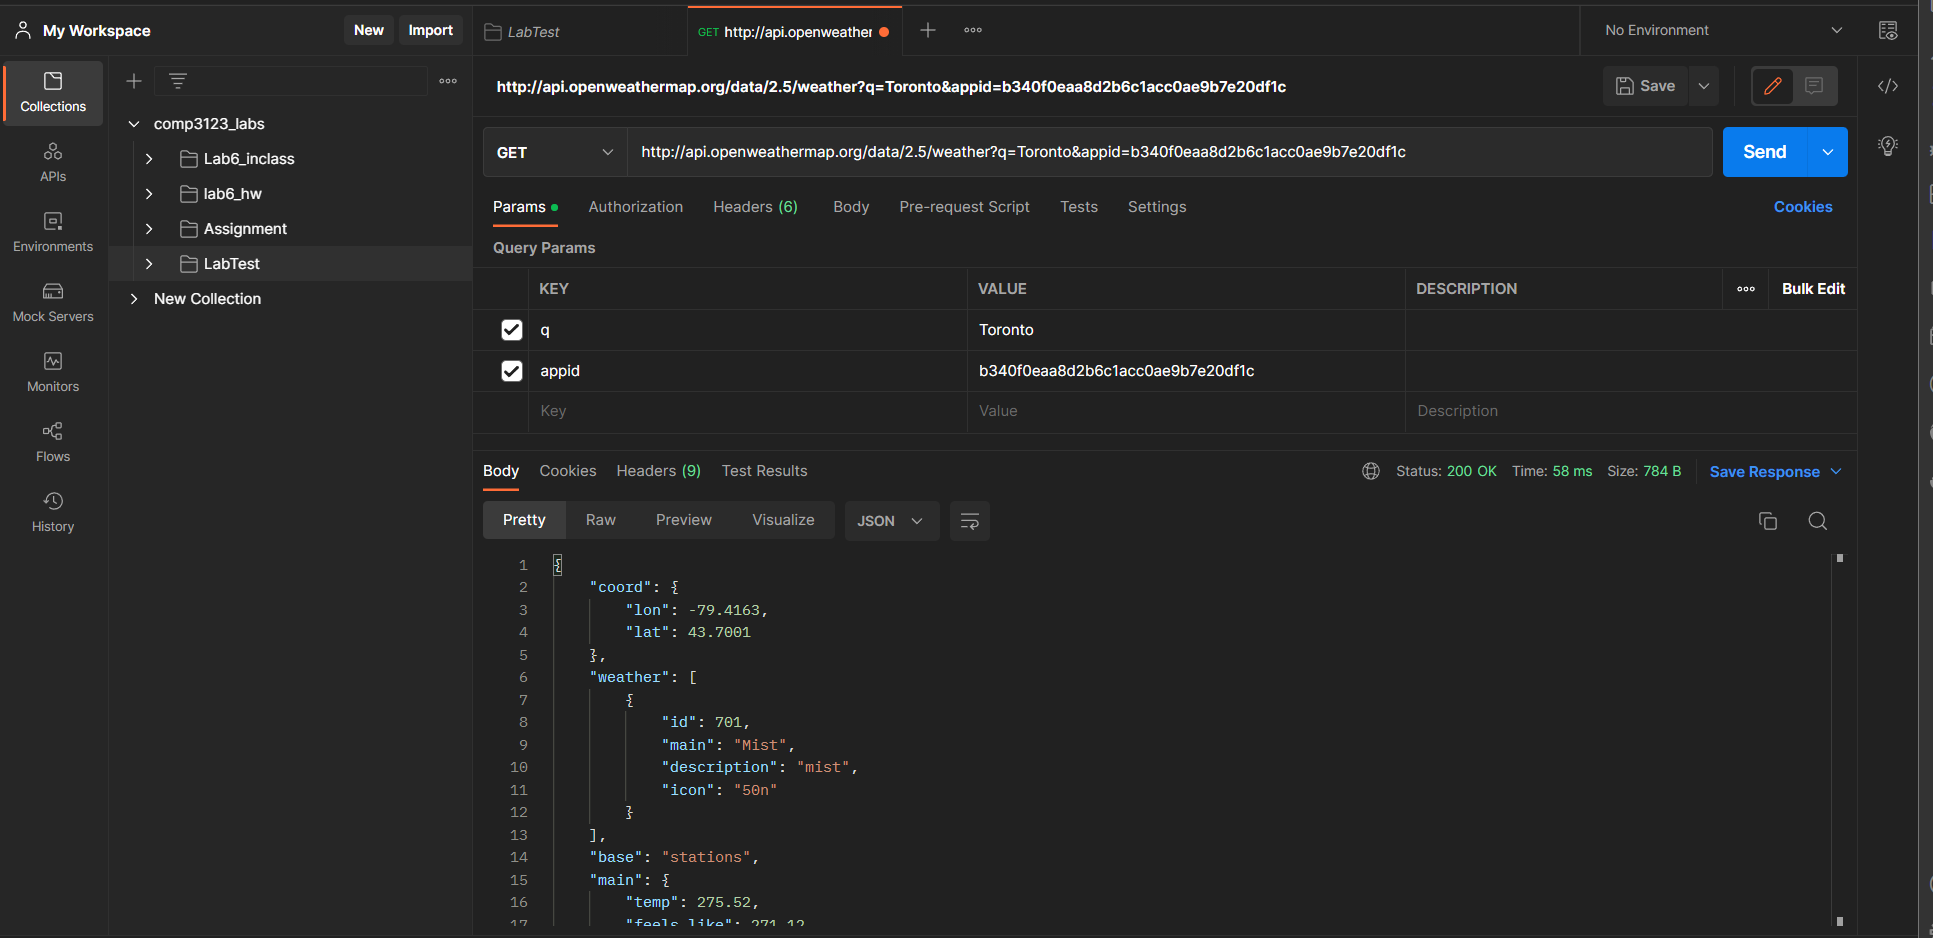 My Workspace
New
Import
LabTest
GET http://api.openweather
No Environment
Collections
APIs
Environments
Mock Servers
Monitors
Flows
History
comp3123_labs
Lab6_inclass
lab6_hw
Assignment
LabTest
New Collection
http://api.openweathermap.org/data/2.5/weather?q=Toronto&appid=b340f0eaa8d2b6c1acc0ae9b7e20df1c
Save
GET
http://api.openweathermap.org/data/2.5/weather?q=Toronto&appid=b340f0eaa8d2b6c1acc0ae9b7e20df1c
Send
Params Authorization Headers (6) Body Pre-request Script Tests Settings Cookies
Query Params
KEY VALUE DESCRIPTION Bulk Edit
q Toronto
appid b340f0eaa8d2b6c1acc0ae9b7e20df1c
Key Value Description
Body Cookies Headers (9) Test Results Status: 200 OK Time: 58 ms Size: 784 B Save Response
Pretty Raw Preview Visualize JSON
1 {
2 "coord": {
3 "lon": -79.4163,
4 "lat": 43.7001
5 },
6 "weather": [
7 {
8 "id": 701,
9 "main": "Mist",
10 "description": "mist",
11 "icon": "50n"
12 }
13 ],
14 "base": "stations",
15 "main": {
16 "temp": 275.52,
17 "feels_like": 271.12